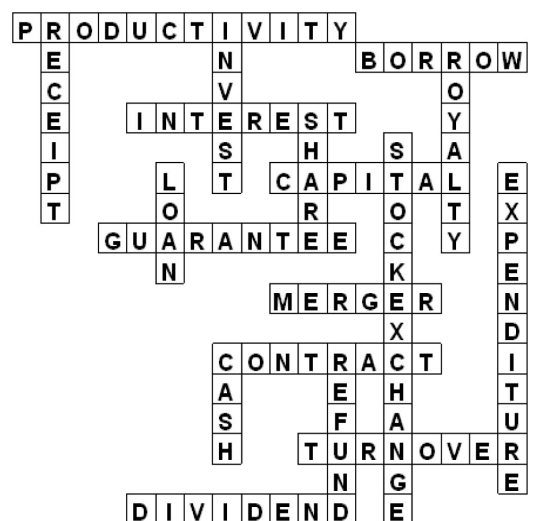 PRODUCTIVITY
RECEIPT
INVEST
BORROW
ROYALTY
INTEREST
SHARE
STOCKEXCHANGE
LOAN
CAPITAL
EXPENDITURE
GUARANTEE
MERGER
CONTRACT
CASH
REFUND
TURNOVER
DIVIDEND